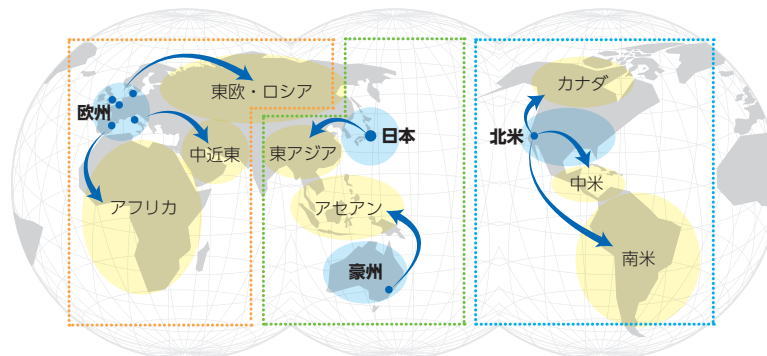 東欧・ロシア
欧州
中近東
アフリカ
日本
東アジア
アセアン
豪州
カナダ
北米
中米
南米